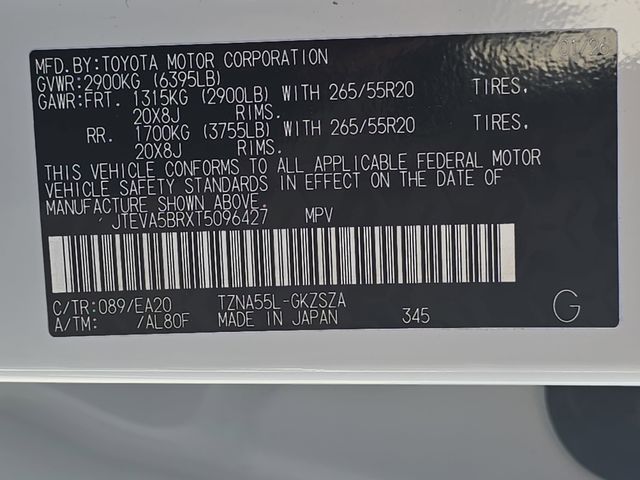 MFD.BY:TOYOTA MOTOR CORPORATION 01/26
GVWR:2900KG (6395LB)
GAWR:FRT. 1315KG (2900LB) WITH 265/55R20 TIRES,
20X8J RIMS.
RR. 1700KG (3755LB) WITH 265/55R20 TIRES,
20X8J RIMS.
THIS VEHICLE CONFORMS TO ALL APPLICABLE FEDERAL MOTOR
VEHICLE SAFETY STANDARDS IN EFFECT ON THE DATE OF
MANUFACTURE SHOWN ABOVE.
JTEVA5BRXT5096427 MPV
C/TR:089/EA20 TZNA55L-GKZSZA
A/TM: /AL80F MADE IN JAPAN 345 G